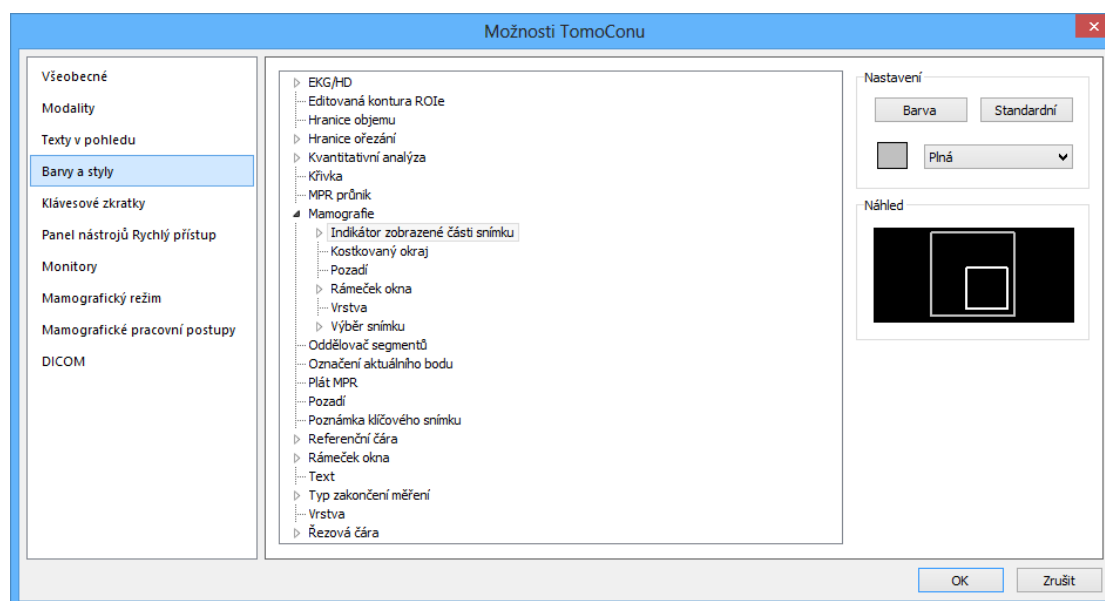 Možnosti TomoConu
Všeobecné
Modality
Texty v pohledu
Barvy a styly
Klávesové zkratky
Panel nástrojů Rychlý přístup
Monitory
Mamografický režim
Mamografické pracovní postupy
DICOM
EKG/HD
Editovaná kontura ROIe
Hranice objemu
Hranice ořezání
Kvantitativní analýza
Křivka
MPR průnik
Mamografie
Indikátor zobrazené části snímku
Kostkovaný okraj
Pozadí
Rámeček okna
Vrstva
Výběr snímku
Oddělovač segmentů
Označení aktuálního bodu
Plát MPR
Pozadí
Poznámka klíčového snímku
Referenční čára
Rámeček okna
Text
Typ zakončení měření
Vrstva
Řezová čára
Nastavení
Barva Standardní
Plná
Náhled
OK Zrušit